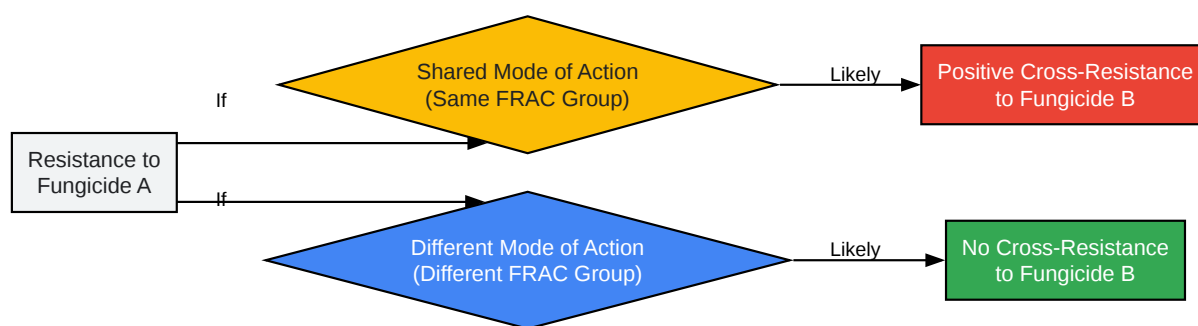 Shared Mode of Action
(Same FRAC Group)
Likely
Positive Cross-Resistance
to Fungicide B
If
Resistance to
Fungicide A
If
Different Mode of Action
(Different FRAC Group)
Likely
No Cross-Resistance
to Fungicide B